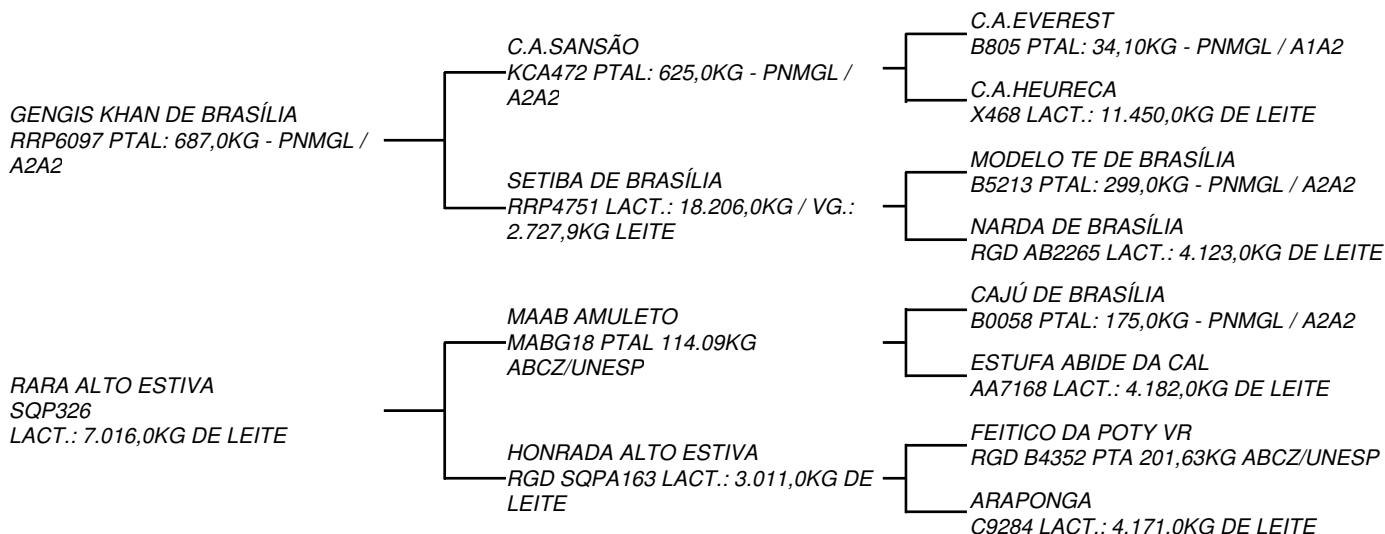 GENGIS KHAN DE BRASÍLIA
RRP6097 PTAL: 687,0KG - PNMGL /
A2A2
RARA ALTO ESTIVA
SQP326
LACT.: 7.016,0KG DE LEITE
C.A.SANSÃO
KCA472 PTAL: 625,0KG - PNMGL /
A2A2
SETIBA DE BRASÍLIA
RRP4751 LACT.: 18.206,0KG / VG.:
2.727,9KG LEITE
MAAB AMULETO
MABG18 PTAL 114.09KG
ABCZ/UNESP
HONRADA ALTO ESTIVA
RGD SQPA163 LACT.: 3.011,0KG DE
LEITE
C.A.EVEREST
B805 PTAL: 34,10KG - PNMGL / A1A2
C.A.HEURECA
X468 LACT.: 11.450,0KG DE LEITE
MODELO TE DE BRASÍLIA
B5213 PTAL: 299,0KG - PNMGL / A2A2
NARDA DE BRASÍLIA
RGD AB2265 LACT.: 4.123,0KG DE LEITE
CAJÚ DE BRASÍLIA
B0058 PTAL: 175,0KG - PNMGL / A2A2
ESTUFA ABIDE DA CAL
AA7168 LACT.: 4.182,0KG DE LEITE
FEITICO DA POTY VR
RGD B4352 PTA 201,63KG ABCZ/UNESP
ARAPONGA
C9284 LACT.: 4.171.0KG DE LEITE